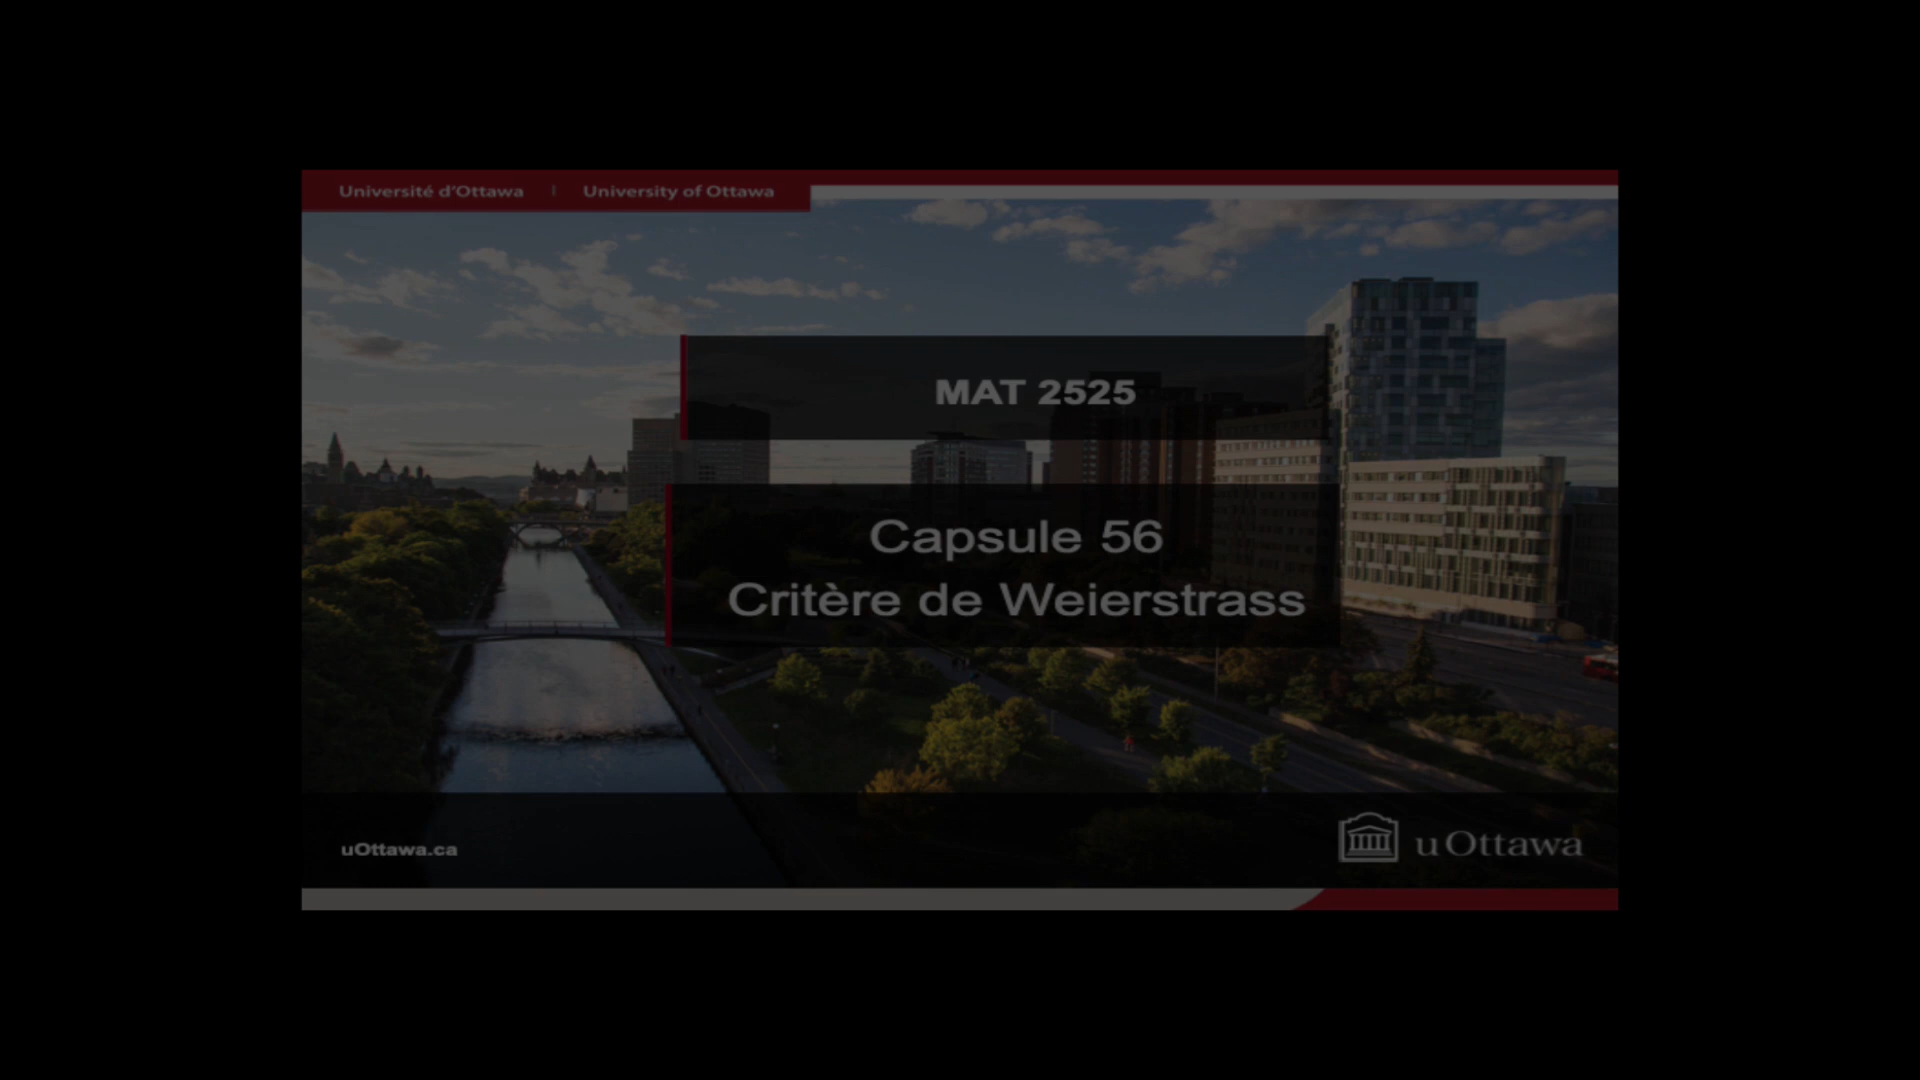 Université d'Ottawa | University of Ottawa
MAT 2525
Capsule 56
Critère de Weierstrass
uOttawa.ca
uOttawa